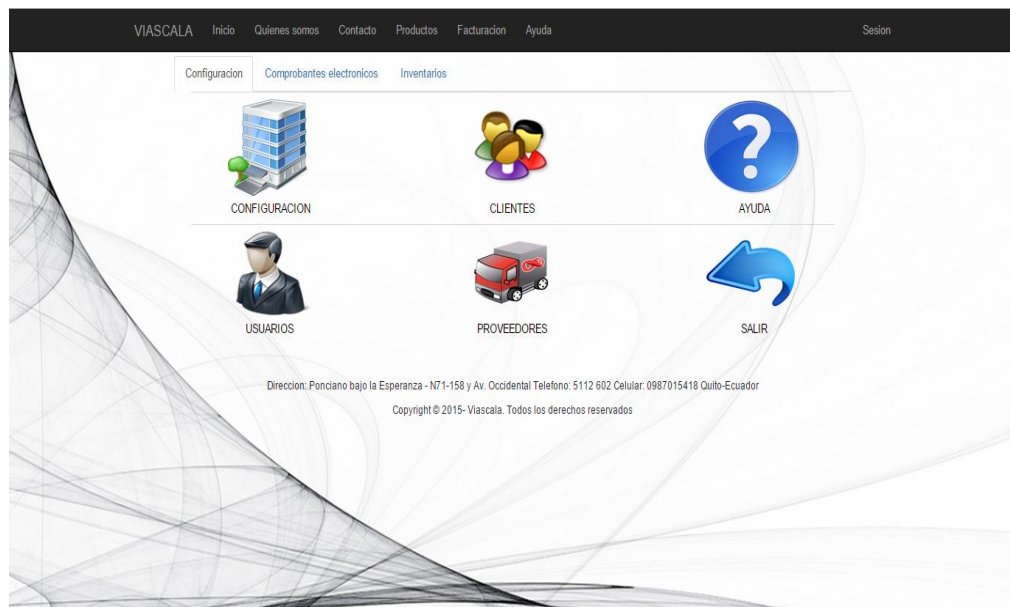 VIASCALA Inicio Quienes somos Contacto Productos Facturacion Ayuda Sesion
Configuracion Comprobantes electronicos Inventarios
CONFIGURACION CLIENTES AYUDA
USUARIOS PROVEEDORES SALIR
Direccion: Ponciano bajo la Esperanza - N71-158 y Av. Occidental Telefono: 5112 602 Celular: 0987015418 Quito-Ecuador
Copyright © 2015- Viascala. Todos los derechos reservados